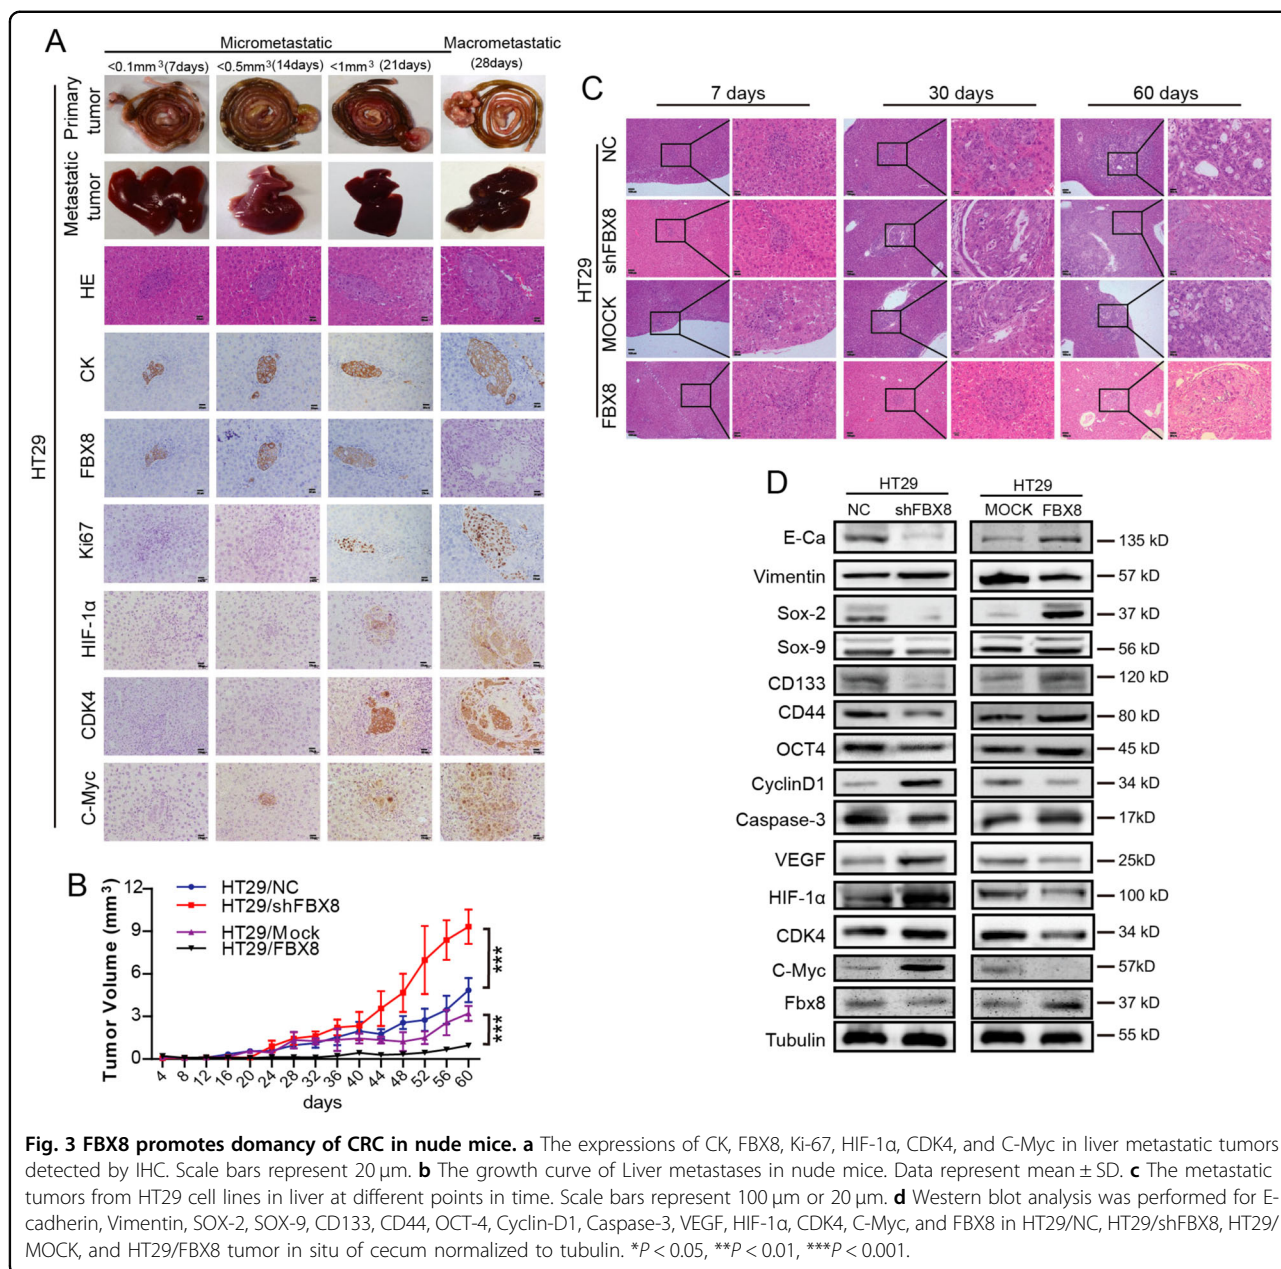 A
Micrometastatic
Macrometastatic
<0.1mm³(7days)
<0.5mm³(14days)
<1mm³ (21days)
(28days)
HT29
Primary
tumor
Metastatic
tumor
HE
CK
FBX8
Ki67
HIF-1α
CDK4
C-Myc
B
HT29/NC
HT29/shFBX8
HT29/Mock
HT29/FBX8
Tumor Volume (mm³)
12
9
6
3
0
***
***
4 8 12 16 20 24 28 32 36 40 44 48 52 56 60
days
C
7 days
30 days
60 days
HT29
NC
shFBX8
MOCK
FBX8
D
HT29
HT29
NC shFBX8
MOCK FBX8
E-Ca 135 kD
Vimentin 57 kD
Sox-2 37 kD
Sox-9 56 kD
CD133 120 kD
CD44 80 kD
OCT4 45 kD
CyclinD1 34 kD
Caspase-3 17kD
VEGF 25kD
HIF-1α 100 kD
CDK4 34 kD
C-Myc 57kD
Fbx8 37 kD
Tubulin 55 kD
Fig. 3 FBX8 promotes domancy of CRC in nude mice. a The expressions of CK, FBX8, Ki-67, HIF-1α, CDK4, and C-Myc in liver metastatic tumors
detected by IHC. Scale bars represent 20 μm. b The growth curve of Liver metastases in nude mice. Data represent mean ± SD. c The metastatic
tumors from HT29 cell lines in liver at different points in time. Scale bars represent 100 μm or 20 μm. d Western blot analysis was performed for E-
cadherin, Vimentin, SOX-2, SOX-9, CD133, CD44, OCT-4, Cyclin-D1, Caspase-3, VEGF, HIF-1α, CDK4, C-Myc, and FBX8 in HT29/NC, HT29/shFBX8, HT29/
MOCK, and HT29/FBX8 tumor in situ of cecum normalized to tubulin. *P < 0.05, **P < 0.01, ***P < 0.001.